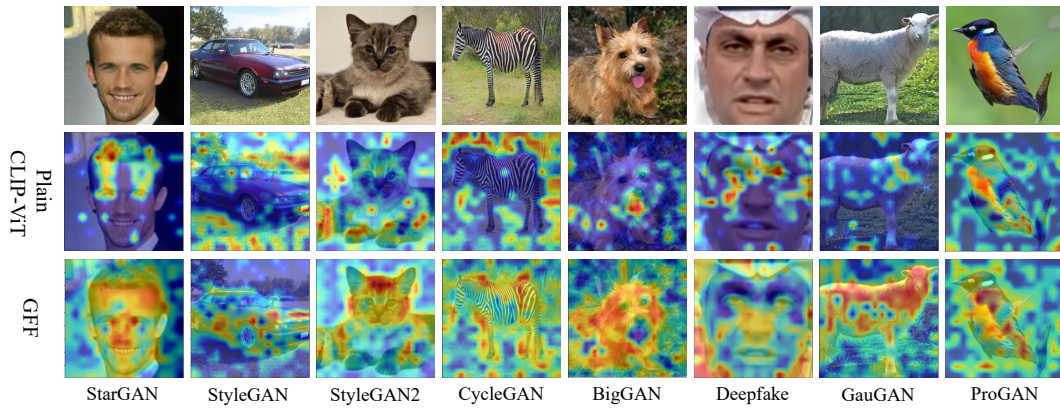 Plain
CLIP-ViT
GFF
StarGAN
StyleGAN
StyleGAN2
CycleGAN
BigGAN
Deepfake
GauGAN
ProGAN